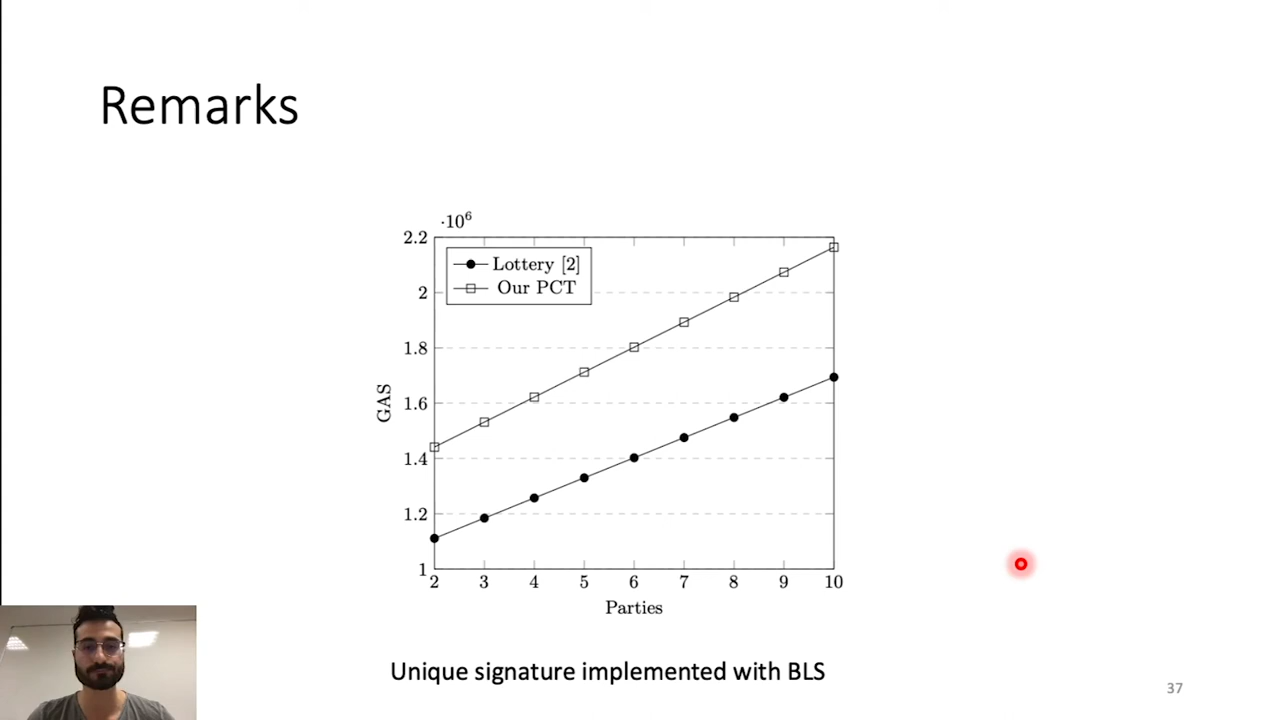 Remarks
·10⁶
2.2
2
1.8
1.6
1.4
1.2
1
GAS
Lottery [2]
Our PCT
2 3 4 5 6 7 8 9 10
Parties
Unique signature implemented with BLS
37